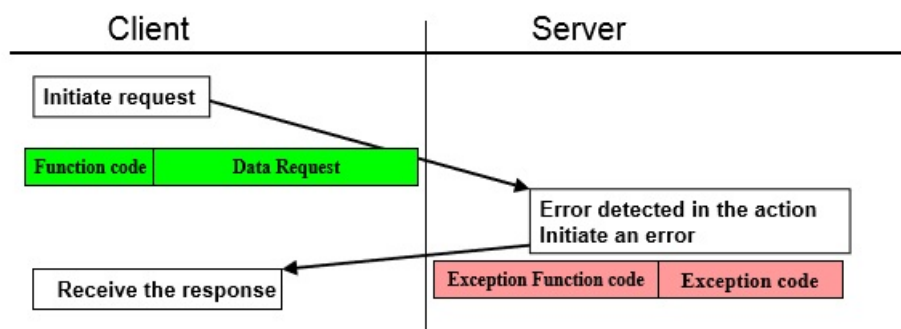 Client
Server
Initiate request
Function code
Data Request
Error detected in the action
Initiate an error
Receive the response
Exception Function code
Exception code